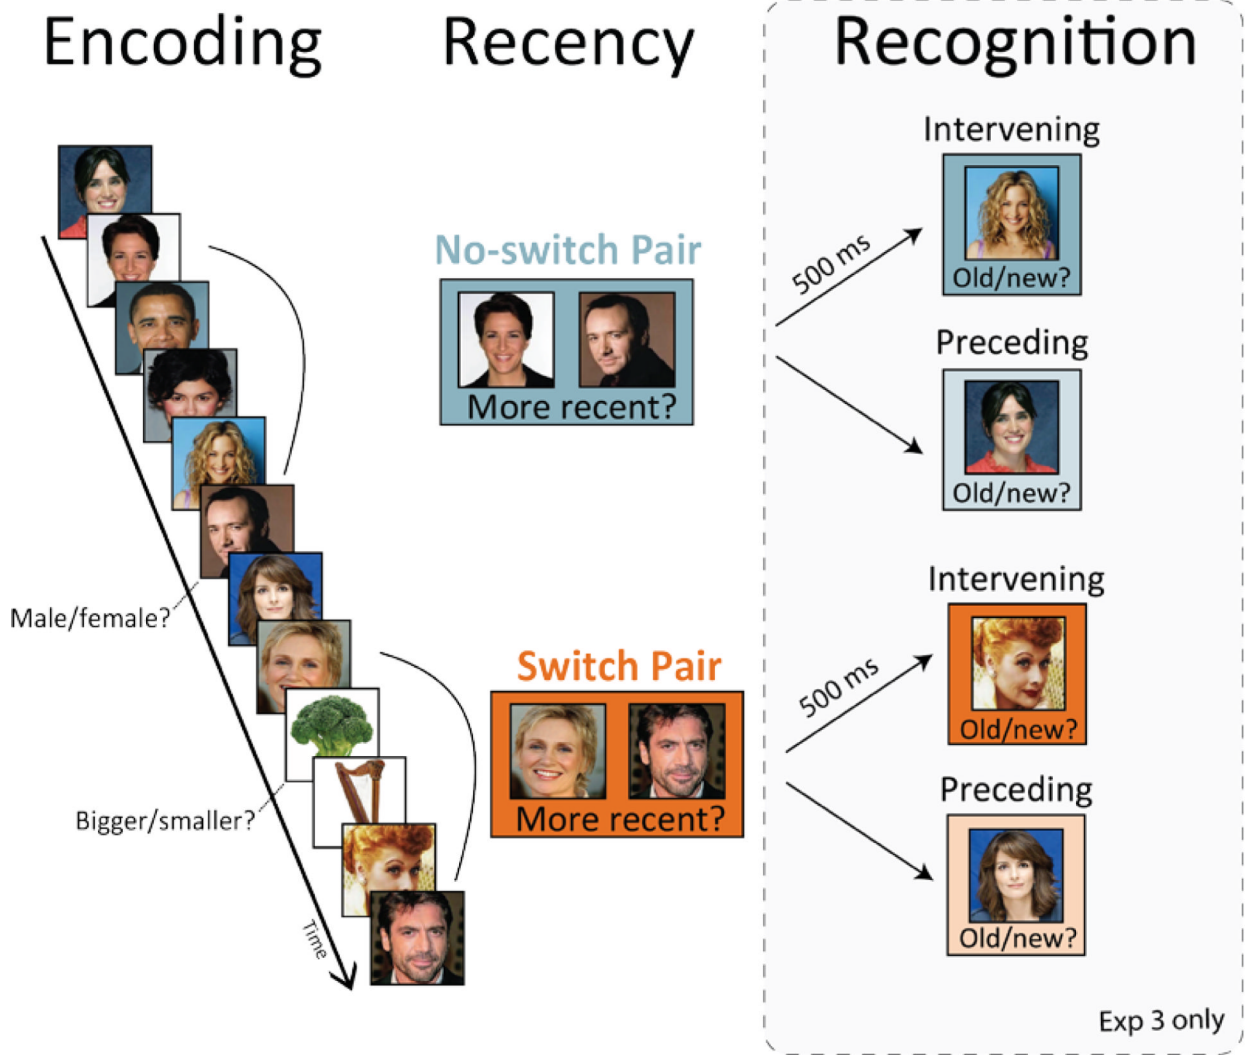 Encoding
Recency
Recognition
Male/female?
Bigger/smaller?
Time
No-switch Pair
More recent?
Switch Pair
More recent?
500 ms
Intervening
Old/new?
Preceding
Old/new?
500 ms
Intervening
Old/new?
Preceding
Old/new?
Exp 3 only